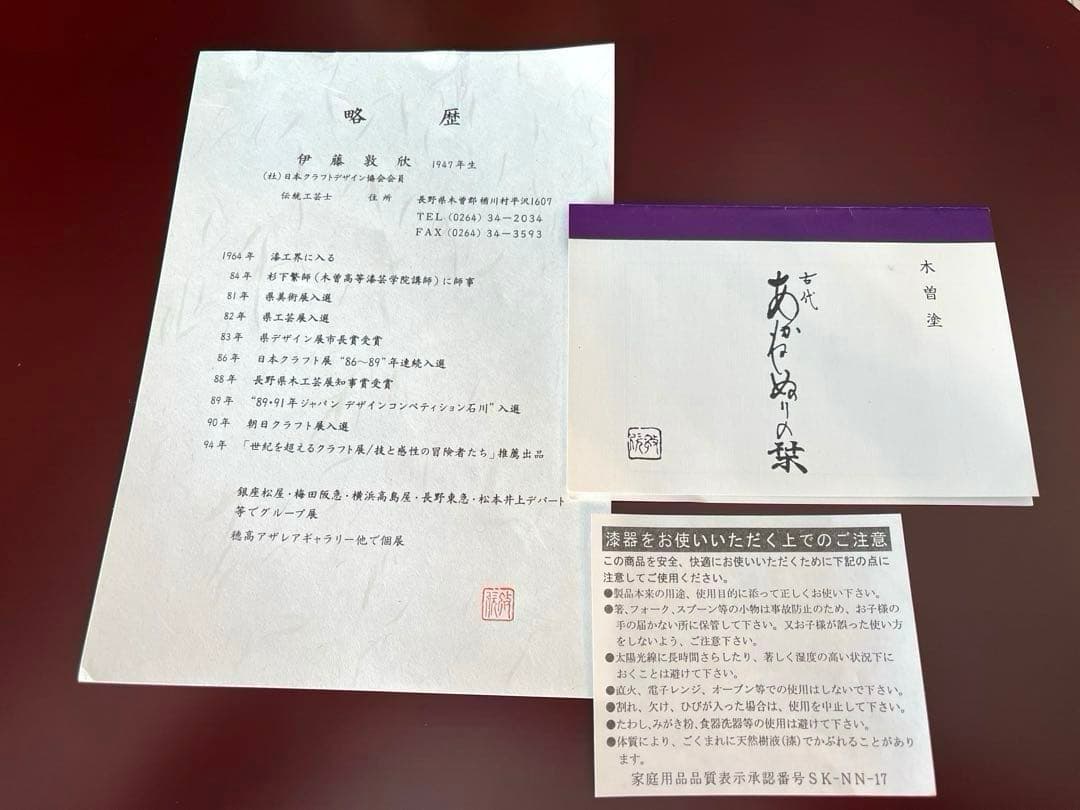 略歴
伊藤敦欣 1947年生
(社)日本クラフトデザイン協会会員
伝統工芸士 住所 長野県木曽郡楢川村平沢1607
TEL (0264) 34-2034
FAX (0264) 34-3593
1964年 漆工界に入る
84年 杉下繁師(木曽高等漆芸学院講師)に師事
81年 県美術展入選
82年 県工芸展入選
83年 県デザイン展市長賞受賞
86年 日本クラフト展 "86～89"年連続入選
88年 長野県木工芸展知事賞受賞
89年 "89・91年ジャパン デザインコンペティション石川"入選
90年 朝日クラフト展入選
94年 「世紀を超えるクラフト展/技と感性の冒険者たち」推薦出品
銀座松屋・梅田阪急・横浜高島屋・長野東急・松本井上デパート
等でグループ展
穂高アザレアギャラリー他で個展
木曽塗
古代
あかねぬりの栞
漆器をお使いいただく上でのご注意
この商品を安全、快適にお使いいただくために下記の点に
注意してご使用ください。
●製品本来の用途、使用目的に添って正しくお使い下さい。
●箸、フォーク、スプーン等の小物は事故防止のため、お子様の
手の届かない所に保管して下さい。又お子様が誤った使い方
をしないよう、ご注意下さい。
●太陽光線に長時間さらしたり、著しく湿度の高い状況下に
おくことは避けて下さい。
●直火、電子レンジ、オーブン等での使用はしないで下さい。
●割れ、欠け、ひびが入った場合は、使用を中止して下さい。
●たわし、みがき粉、食器洗器等の使用は避けて下さい。
●体質により、ごくまれに天然樹液(漆)でかぶれることがあり
ます。
家庭用品品質表示承認番号SK-NN-17